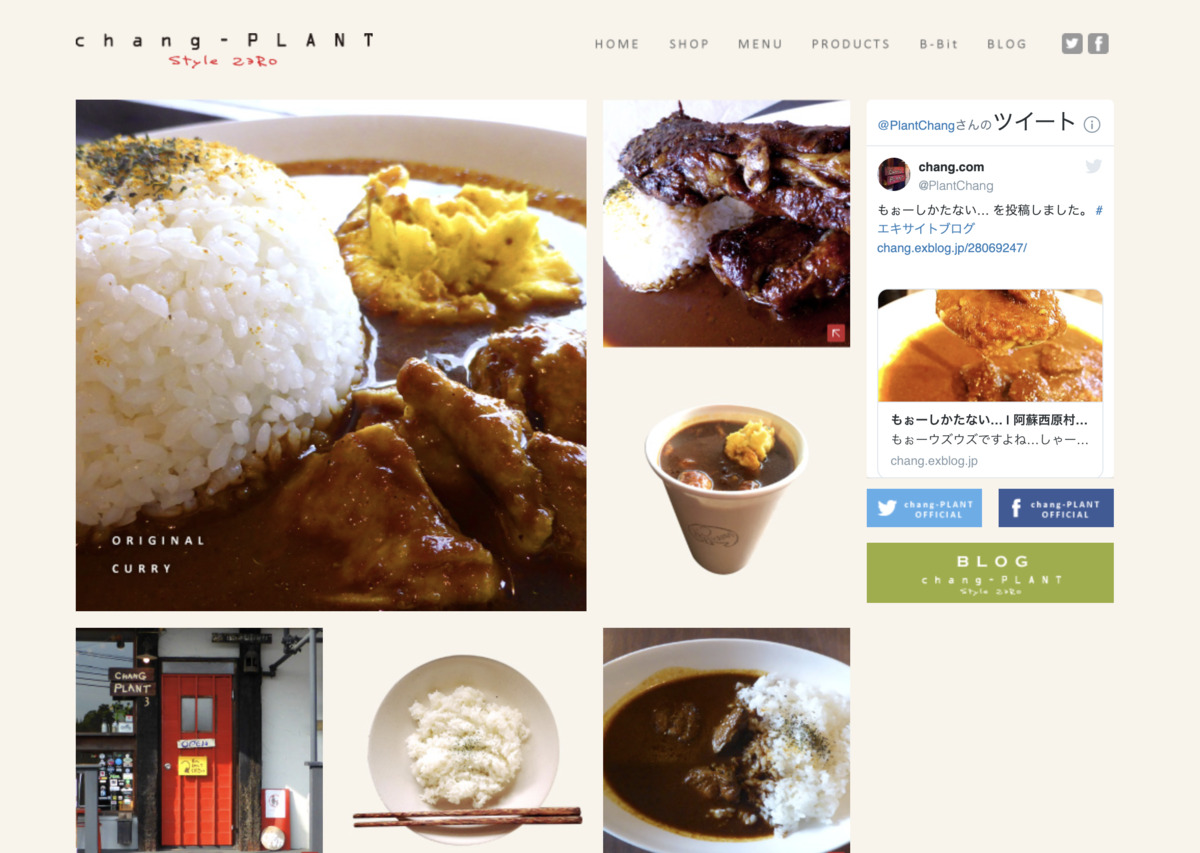 chang-PLANT
Style Z3Ro
HOME SHOP MENU PRODUCTS B-Bit BLOG
@PlantChangさんのツイート
chang.com
@PlantChang
もぉーしかたない… を投稿しました。 #
エキサイトブログ
chang.exblog.jp/28069247/
もぉーしかたない… | 阿蘇西原村…
もぉーウズウズですよね…しゃー…
chang.exblog.jp
chang-PLANT
OFFICIAL
chang-PLANT
OFFICIAL
BLOG
chang-PLANT
Style Z3Ro
ORIGINAL
CURRY
CHANG
PLANT
3
OPEN